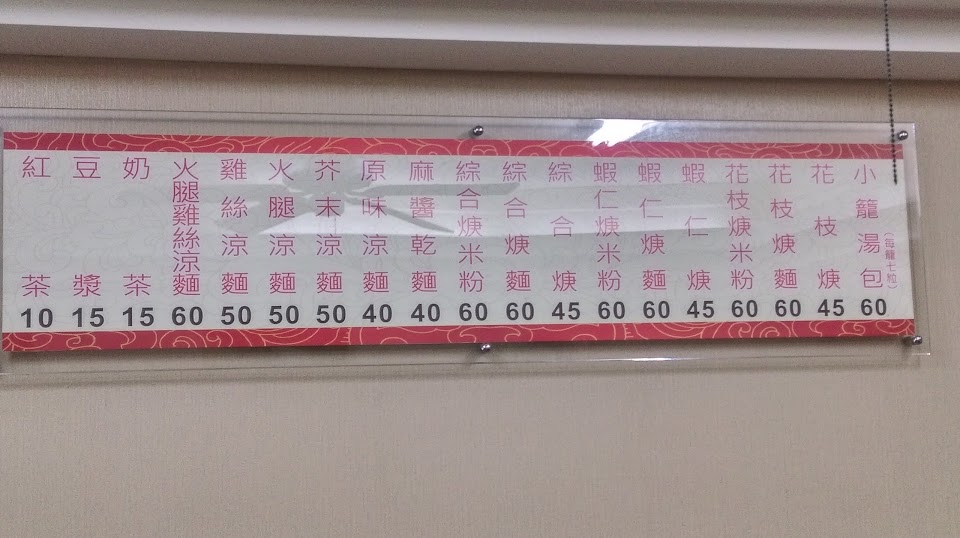 小籠湯包(每籠七粒) 60
花枝焿 45
花枝焿麵 60
花枝焿米粉 60
蝦仁焿 45
蝦仁焿麵 60
蝦仁焿米粉 60
綜合焿 45
綜合焿麵 60
綜合焿米粉 60
麻醬乾麵 40
原味涼麵 40
芥末涼麵 50
火腿涼麵 50
雞絲涼麵 50
火腿雞絲涼麵 60
奶茶 15
豆漿 15
紅茶 10